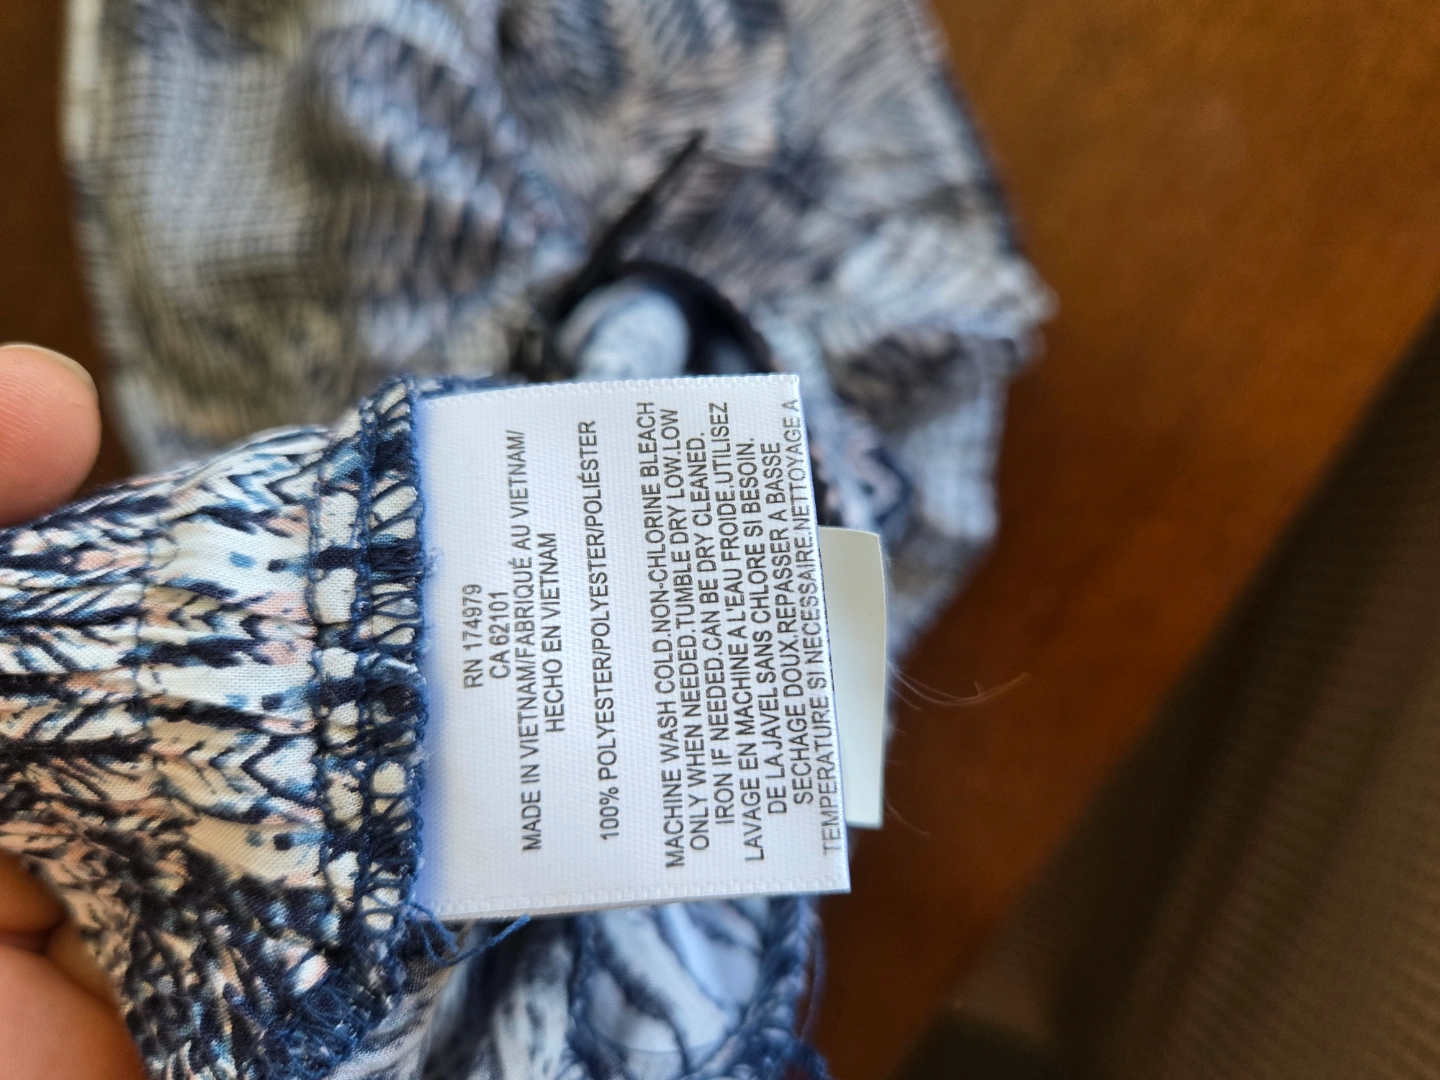 RN 174979
CA 62101
MADE IN VIETNAM/FABRIQUÉ AU VIETNAM/
HECHO EN VIETNAM
100% POLYESTER/POLYESTER/POLIÉSTER
MACHINE WASH COLD.NON-CHLORINE BLEACH
ONLY WHEN NEEDED.TUMBLE DRY LOW.LOW
IRON IF NEEDED.CAN BE DRY CLEANED.
LAVAGE EN MACHINE A L'EAU FROIDE.UTILISEZ
DE LA JAVEL SANS CHLORE SI BESOIN.
SECHAGE DOUX.REPASSER A BASSE
TEMPERATURE SI NECESSAIRE.NETTOYAGE A